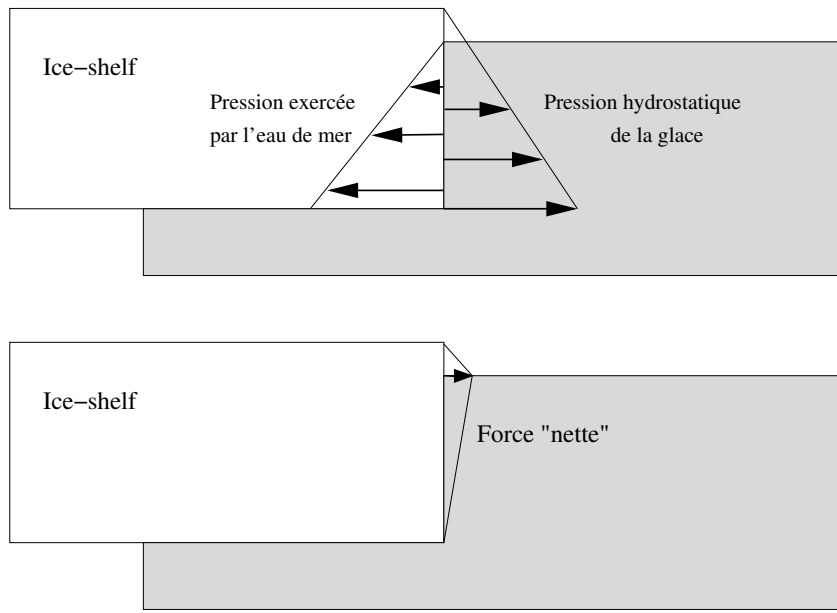 Ice−shelf
Pression exercée
par l'eau de mer
Pression hydrostatique
de la glace
Ice−shelf
Force "nette"